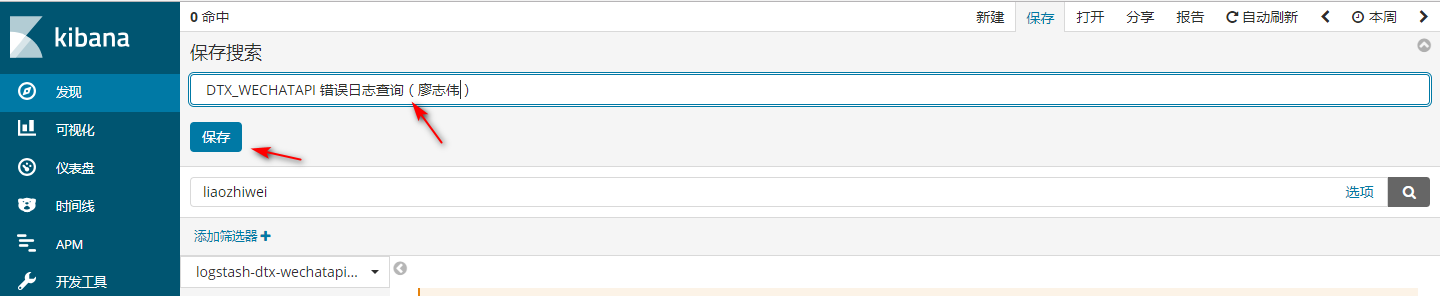 kibana
发现
可视化
仪表盘
时间线
APM
开发工具
0 命中
新建 保存 打开 分享 报告 自动刷新 本周
保存搜索
DTX_WECHATAPI 错误日志查询（廖志伟）
保存
liaozhiwei
选项
添加筛选器
logstash-dtx-wechatapi...